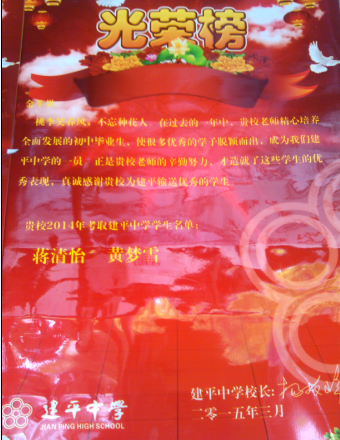 光荣榜
桃李笑春风，不忘种花人。在过去的一年中，贵校老师精心培养
全面发展的初中毕业生，使很多优秀的学子脱颖而出，成为我们建
平中学的一员。正是贵校老师的辛勤努力，才造就了这些学生的优
秀表现，真诚感谢贵校为建平输送优秀的学生
贵校2014年考取建平中学学生名单：
蒋清怡 黄梦雪
建平中学校长：
二零一五年三月
建平中学
JIAN PING HIGH SCHOOL